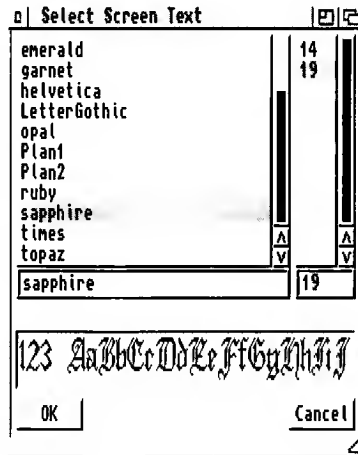 Select Screen Text
emerald 14
garnet 19
helvetica
LetterGothic
opal
Plan1
Plan2
ruby
sapphire
times
topaz
sapphire 19
123 AaBbCcDdEeFfGgHhIiJ
OK Cancel